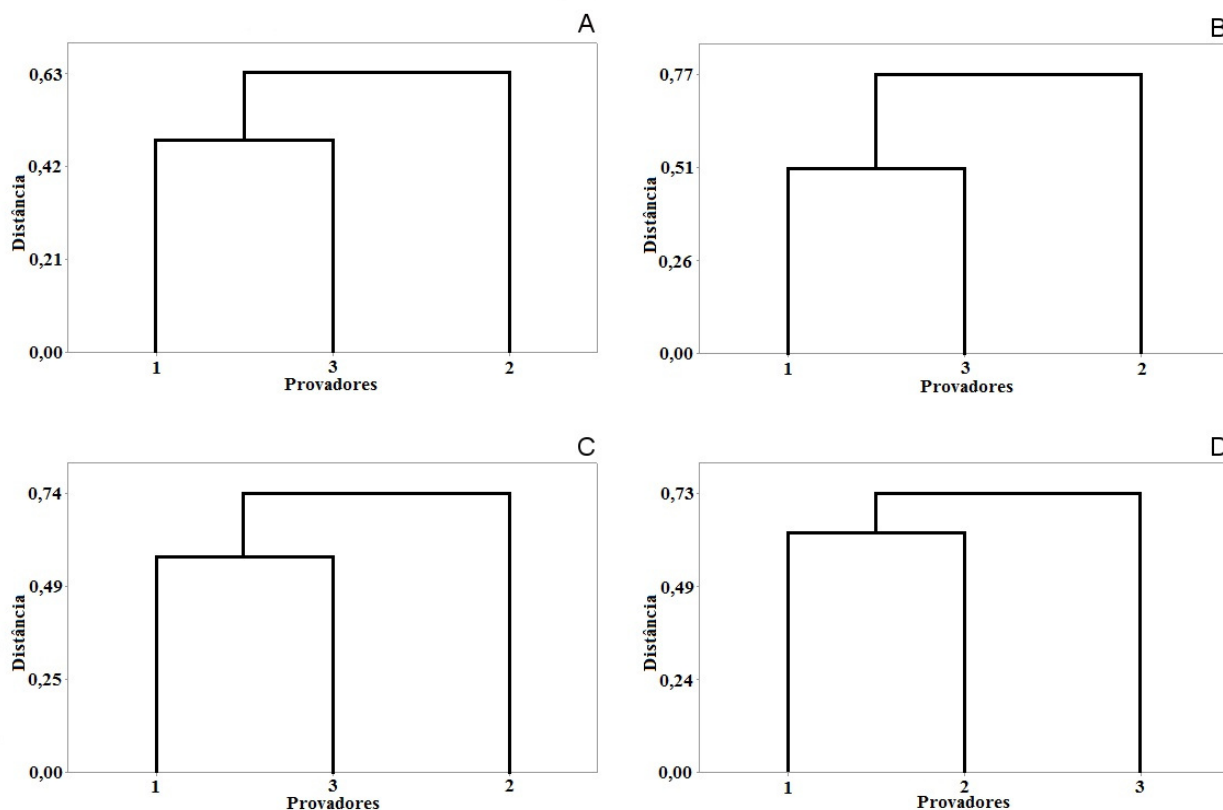 A
0,63
0,42
0,21
0,00
Distância
1 3 2
Provadores
B
0,77
0,51
0,26
0,00
Distância
1 3 2
Provadores
C
0,74
0,49
0,25
0,00
Distância
1 3 2
Provadores
D
0,73
0,49
0,24
0,00
Distância
1 2 3
Provadores